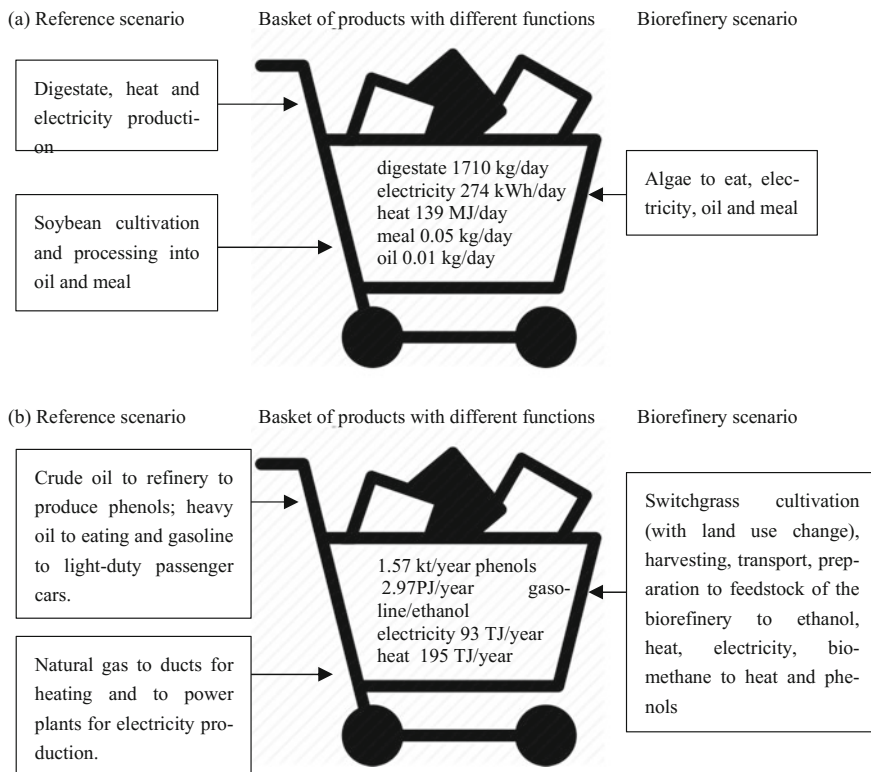 (a) Reference scenario
Basket of products with different functions
Biorefinery scenario
Digestate, heat and
electricity producti-
on
Soybean cultivation
and processing into
oil and meal
digestate 1710 kg/day
electricity 274 kWh/day
heat 139 MJ/day
meal 0.05 kg/day
oil 0.01 kg/day
Algae to eat, elec-
tricity, oil and meal
(b) Reference scenario
Basket of products with different functions
Biorefinery scenario
Crude oil to refinery to
produce phenols; heavy
oil to eating and gasoline
to light-duty passenger
cars.
Natural gas to ducts for
heating and to power
plants for electricity pro-
duction.
1.57 kt/year phenols
2.97PJ/year gaso-
line/ethanol
electricity 93 TJ/year
heat 195 TJ/year
Switchgrass cultivation
(with land use change),
harvesting, transport, prep-
aration to feedstock of the
biorefinery to ethanol,
heat, electricity, bio-
methane to heat and phe-
nols